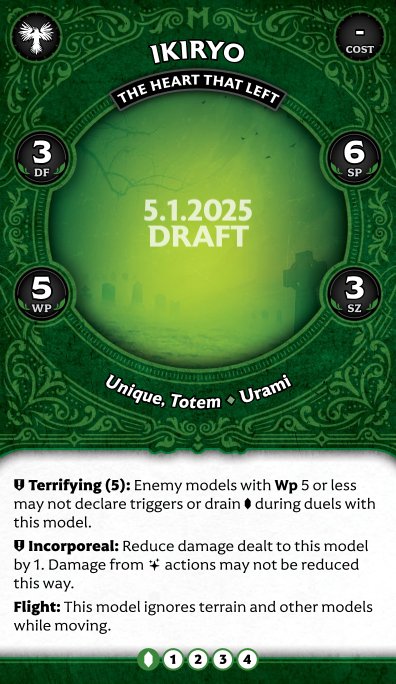 -
COST
IKIRYO
THE HEART THAT LEFT
3
DF
6
SP
5.1.2025
DRAFT
5
WP
3
SZ
Unique, Totem ◆ Urami
Terrifying (5): Enemy models with Wp 5 or less
may not declare triggers or drain during duels with
this model.
Incorporeal: Reduce damage dealt to this model
by 1. Damage from actions may not be reduced
this way.
Flight: This model ignores terrain and other models
while moving.
1 2 3 4